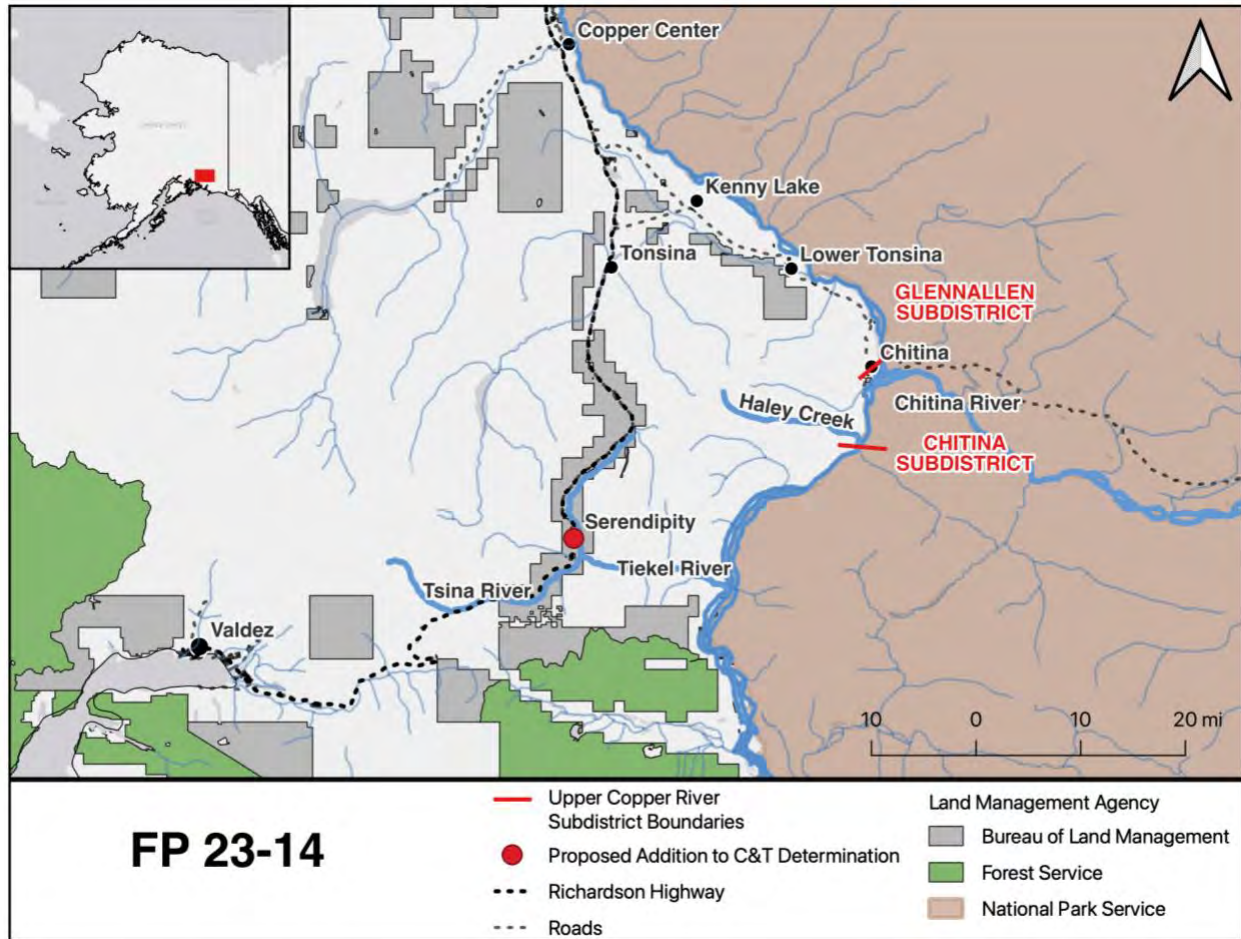 Copper Center
Kenny Lake
Tonsina
Lower Tonsina
GLENNALLEN
SUBDISTRICT
Chitina
Haley Creek
Chitina River
CHITINA
SUBDISTRICT
Serendipity
Tiekel River
Tsina River
Valdez
10 0 10 20 mi
FP 23-14
Upper Copper River
Subdistrict Boundaries
Proposed Addition to C&T Determination
Richardson Highway
Roads
Land Management Agency
Bureau of Land Management
Forest Service
National Park Service